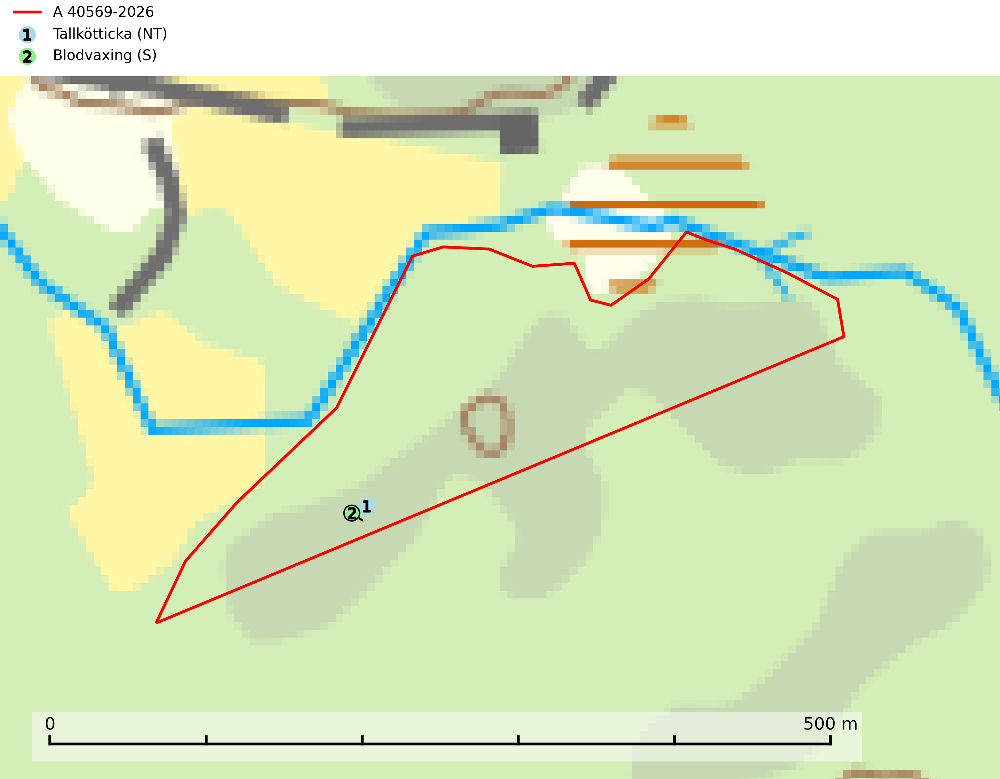 A 40569-2026
1 Tallkötticka (NT)
2 Blodvaxing (S)
2 1
0 500 m